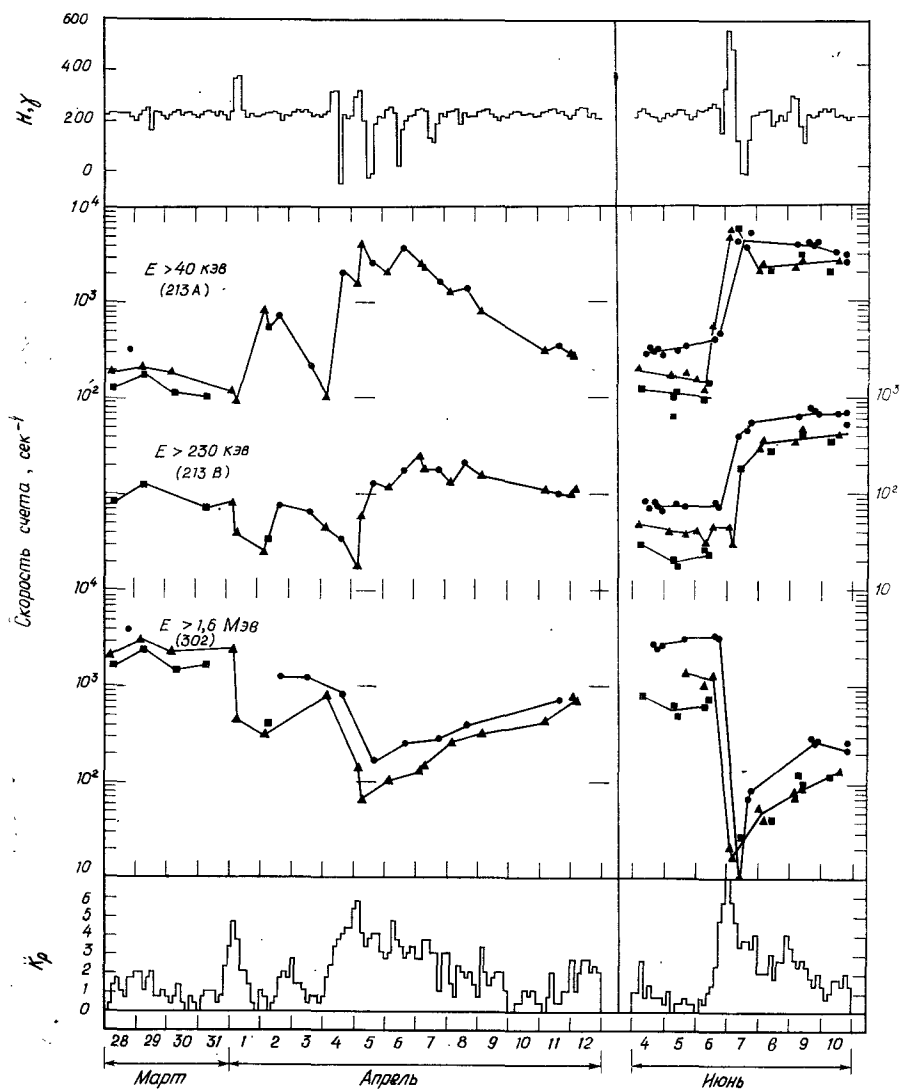 600
400
200
0
H, γ
10⁴
10³
10²
E > 40 кэв
(213 A)
10³
E > 230 кэв
(213 B)
10²
10⁴
10
Скорость счета, сек⁻¹
E > 1,6 Мэв
(302)
10³
10²
10
6
5
4
3
2
1
0
Kp
28 29 30 31 1 2 3 4 5 6 7 8 9 10 11 12
4 5 6 7 8 9 10
Март
Апрель
Июнь